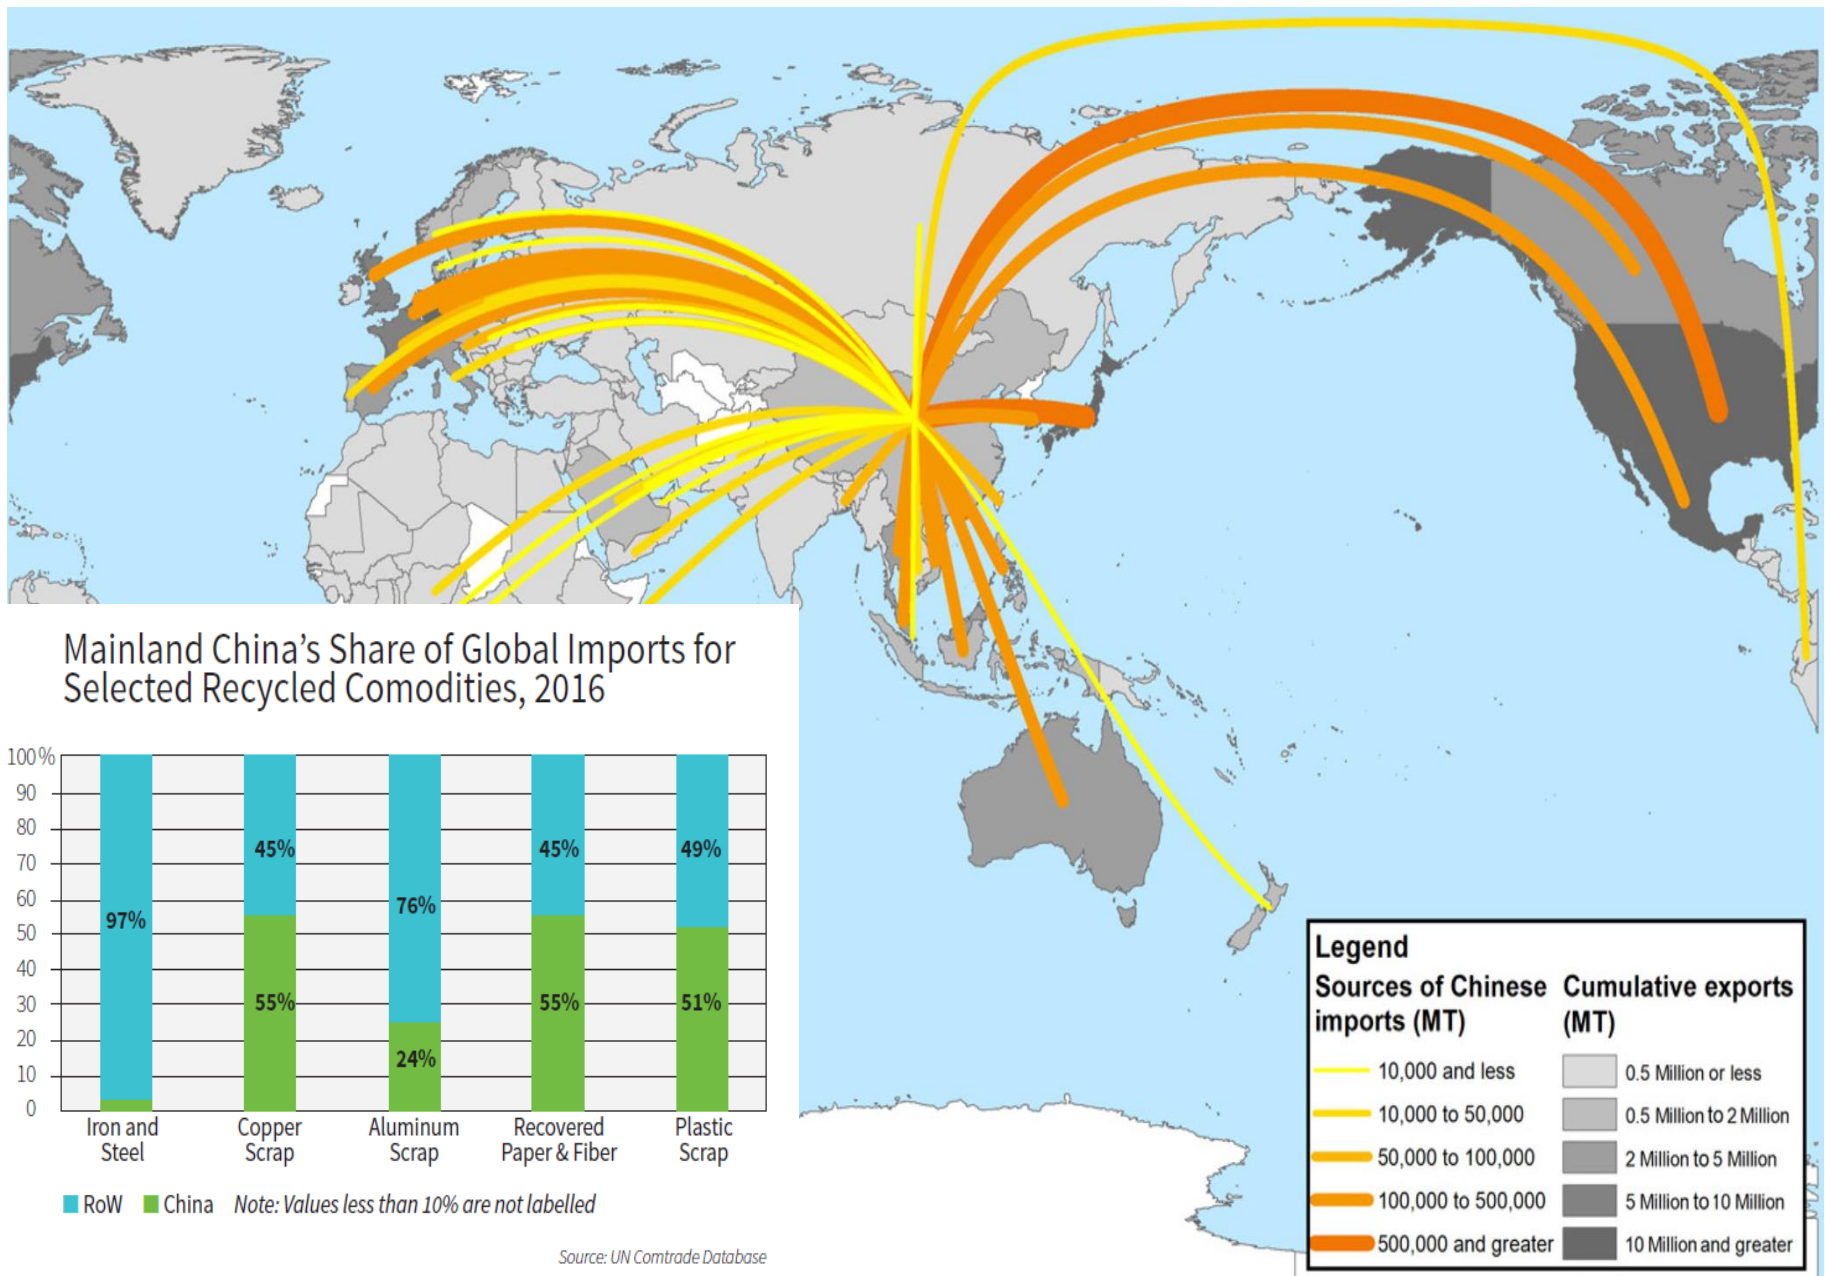 Mainland China's Share of Global Imports for
Selected Recycled Comodities, 2016
100%
90
80
70
60
50
40
30
20
10
0
97%
45%
55%
76%
24%
45%
55%
49%
51%
Iron and
Steel
Copper
Scrap
Aluminum
Scrap
Recovered
Paper & Fiber
Plastic
Scrap
RoW China Note: Values less than 10% are not labelled
Source: UN Comtrade Database
Legend
Sources of Chinese
imports (MT)
10,000 and less
10,000 to 50,000
50,000 to 100,000
100,000 to 500,000
500,000 and greater
Cumulative exports
(MT)
0.5 Million or less
0.5 Million to 2 Million
2 Million to 5 Million
5 Million to 10 Million
10 Million and greater